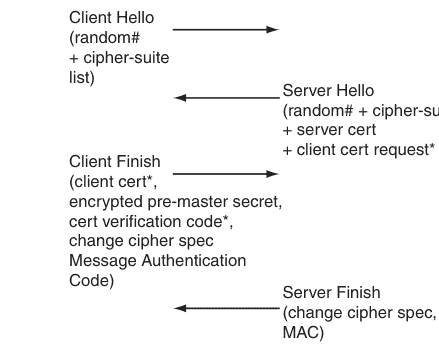 Client Hello
(random#
+ cipher-suite
list)
Server Hello
(random# + cipher-su
+ server cert
+ client cert request*
Client Finish
(client cert*,
encrypted pre-master secret,
cert verification code*,
change cipher spec
Message Authentication
Code)
Server Finish
(change cipher spec,
MAC)